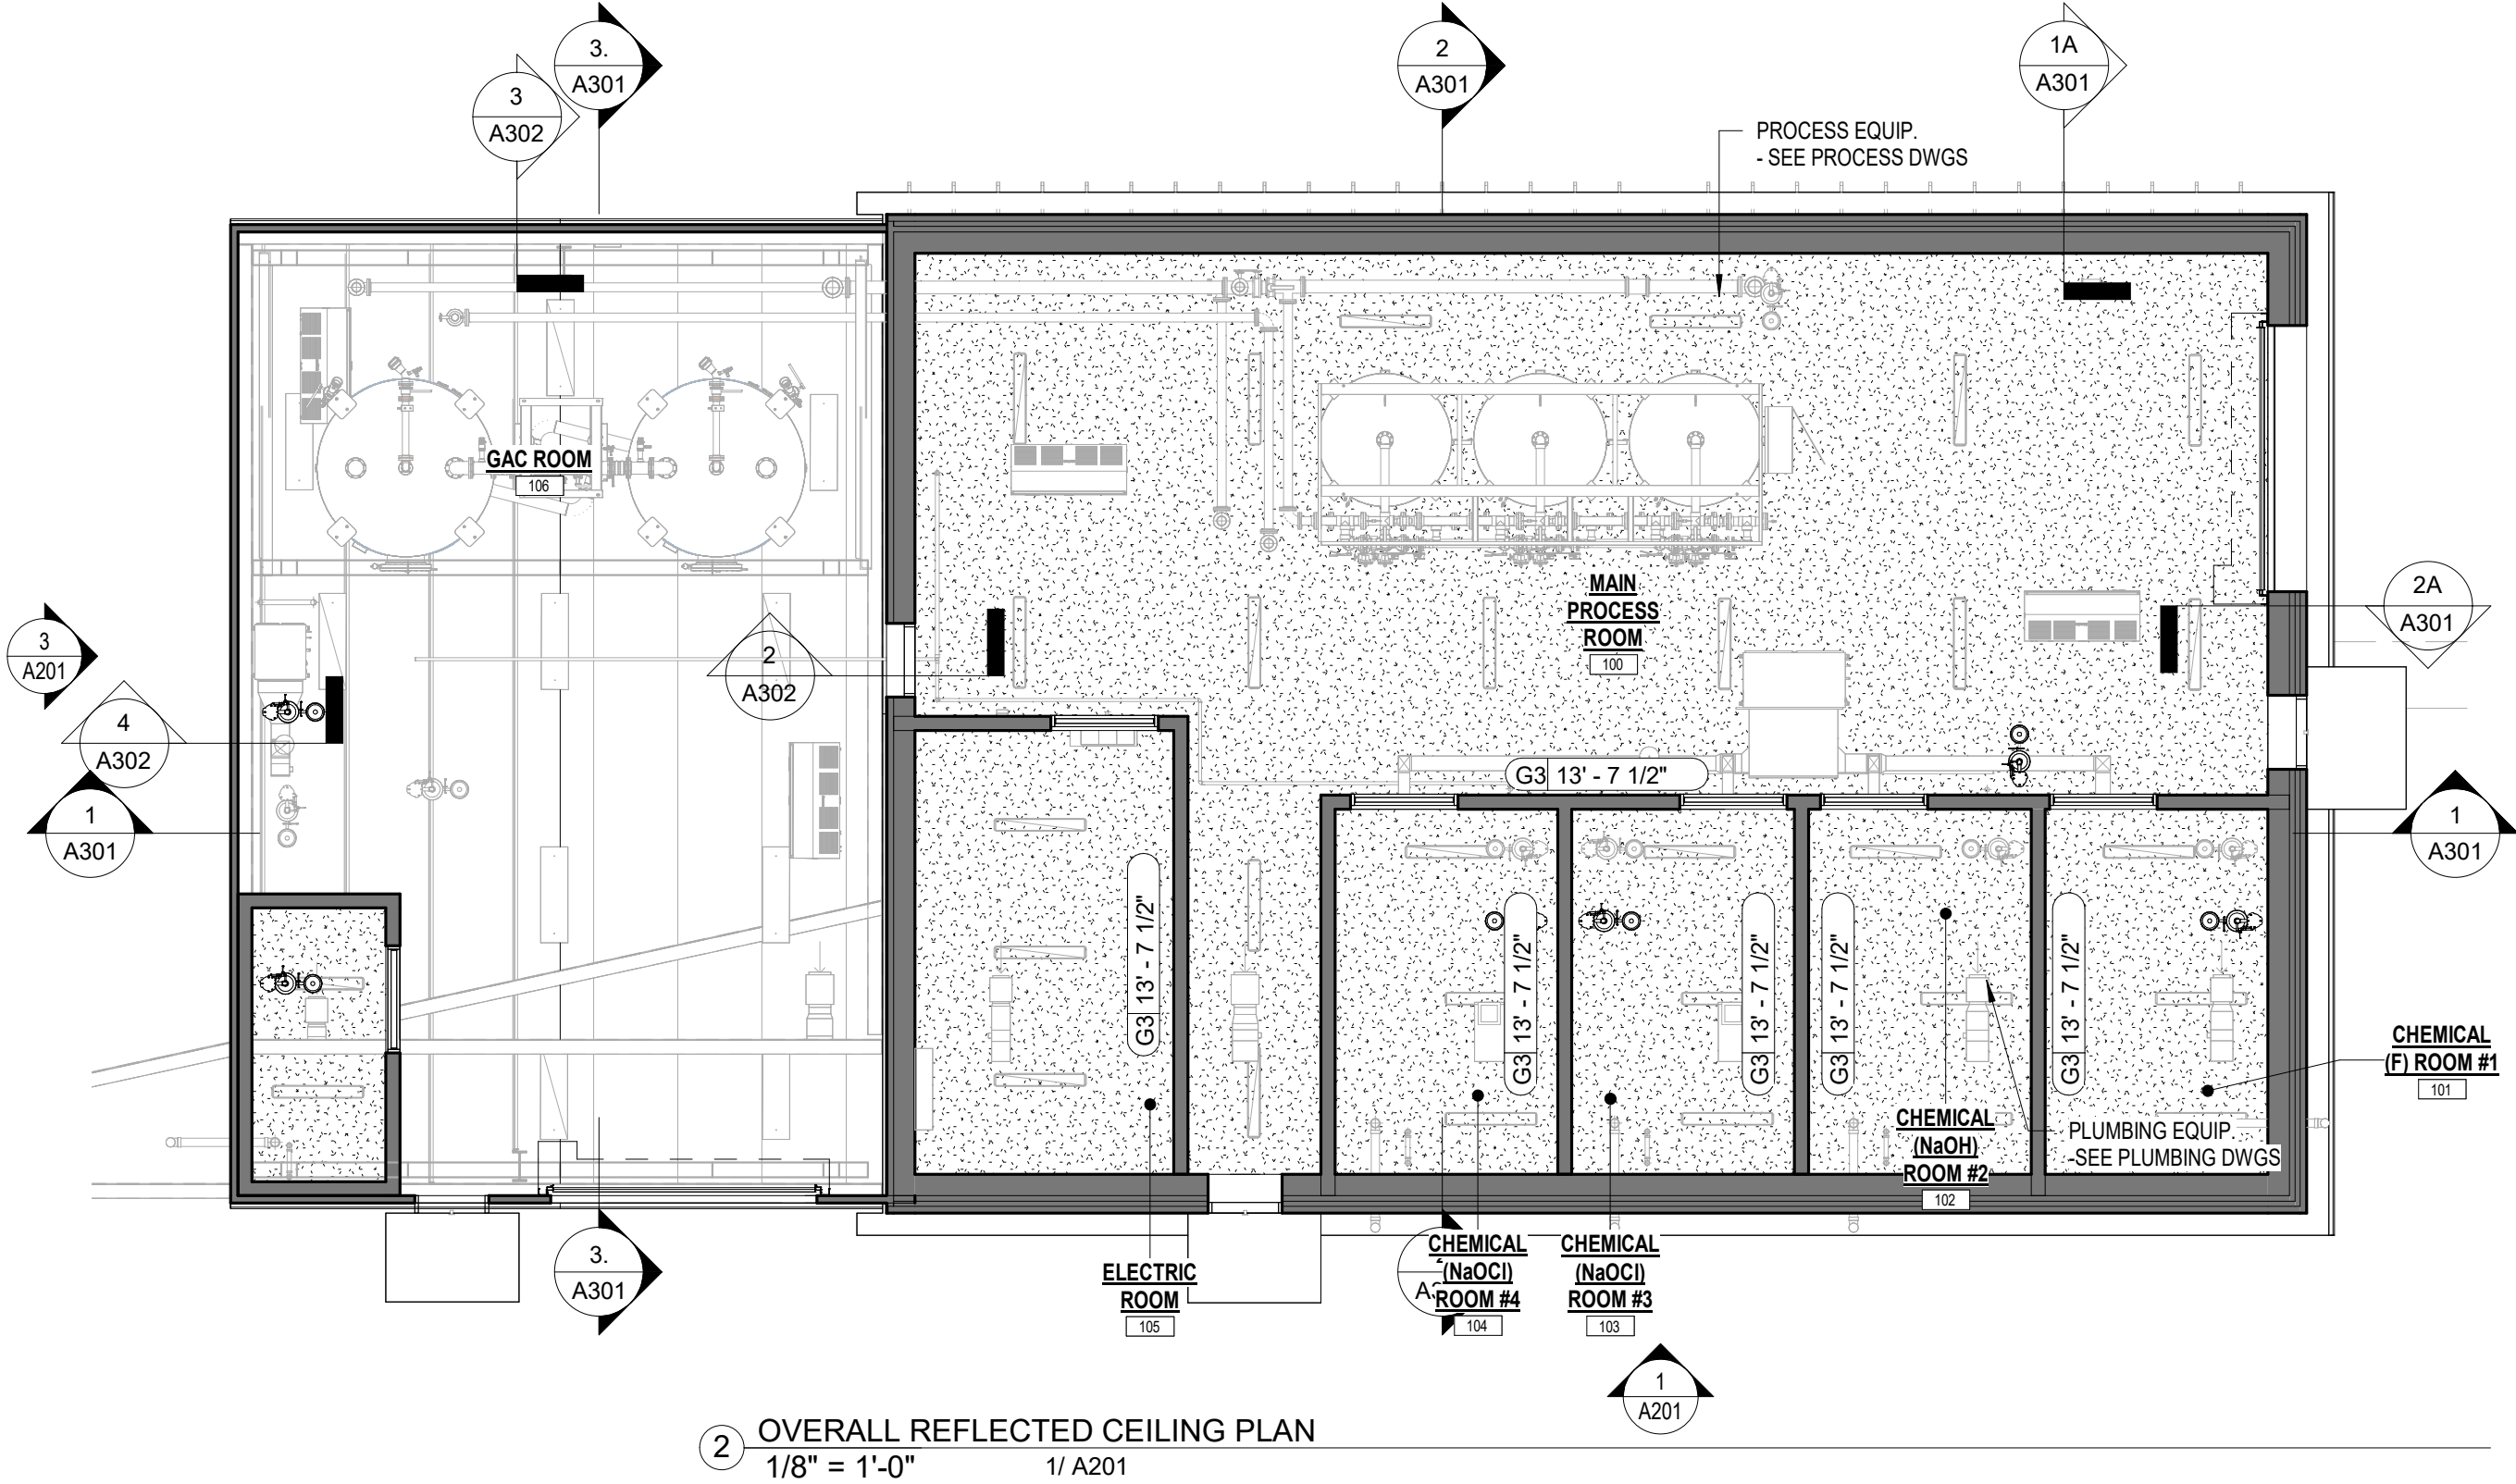 3.
A301
2
A301
1A
A301
3
A302
PROCESS EQUIP.
- SEE PROCESS DWGS
GAC ROOM
106
MAIN
PROCESS
ROOM
100
2A
A301
3
A201
2
A302
4
A302
G3 13' - 7 1/2"
1
A301
1
A301
G3 13' - 7 1/2"
G3 13' - 7 1/2"
G3 13' - 7 1/2"
G3 13' - 7 1/2"
G3 13' - 7 1/2"
CHEMICAL
(F) ROOM #1
101
CHEMICAL
(NaOH)
ROOM #2
102
PLUMBING EQUIP.
-SEE PLUMBING DWGS
3.
A301
ELECTRIC
ROOM
105
CHEMICAL
(NaOCl)
ROOM #4
104
CHEMICAL
(NaOCl)
ROOM #3
103
1
A201
2 OVERALL REFLECTED CEILING PLAN
1/8" = 1'-0" 1/ A201